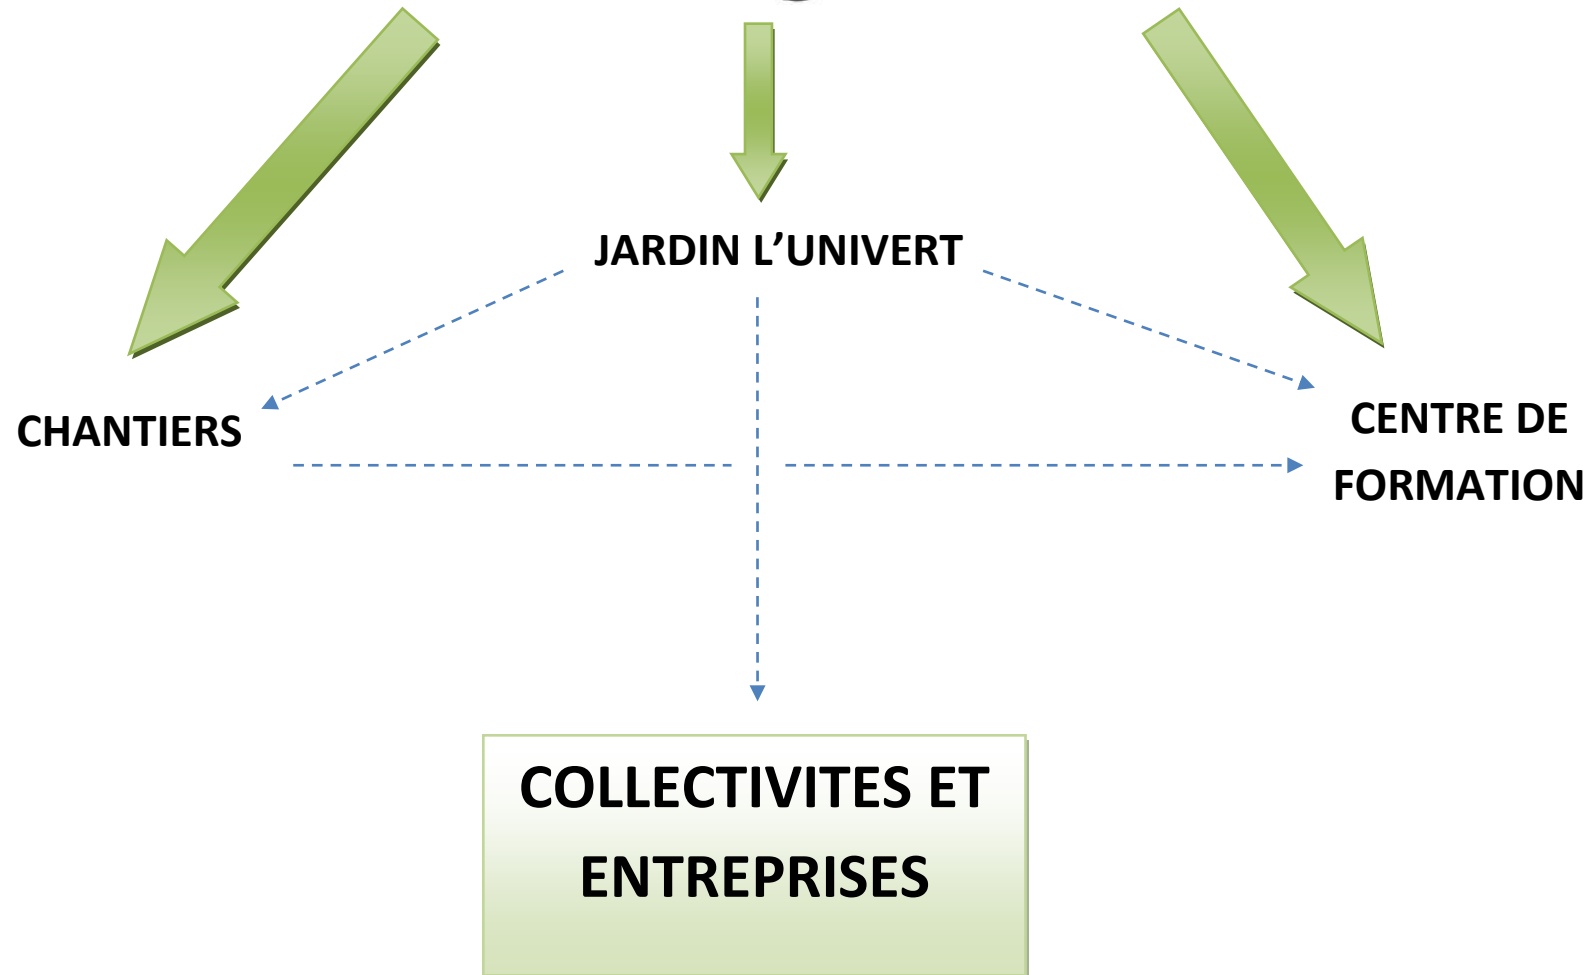 JARDIN L’UNIVERT
CHANTIERS
CENTRE DE
FORMATION
COLLECTIVITES ET
ENTREPRISES